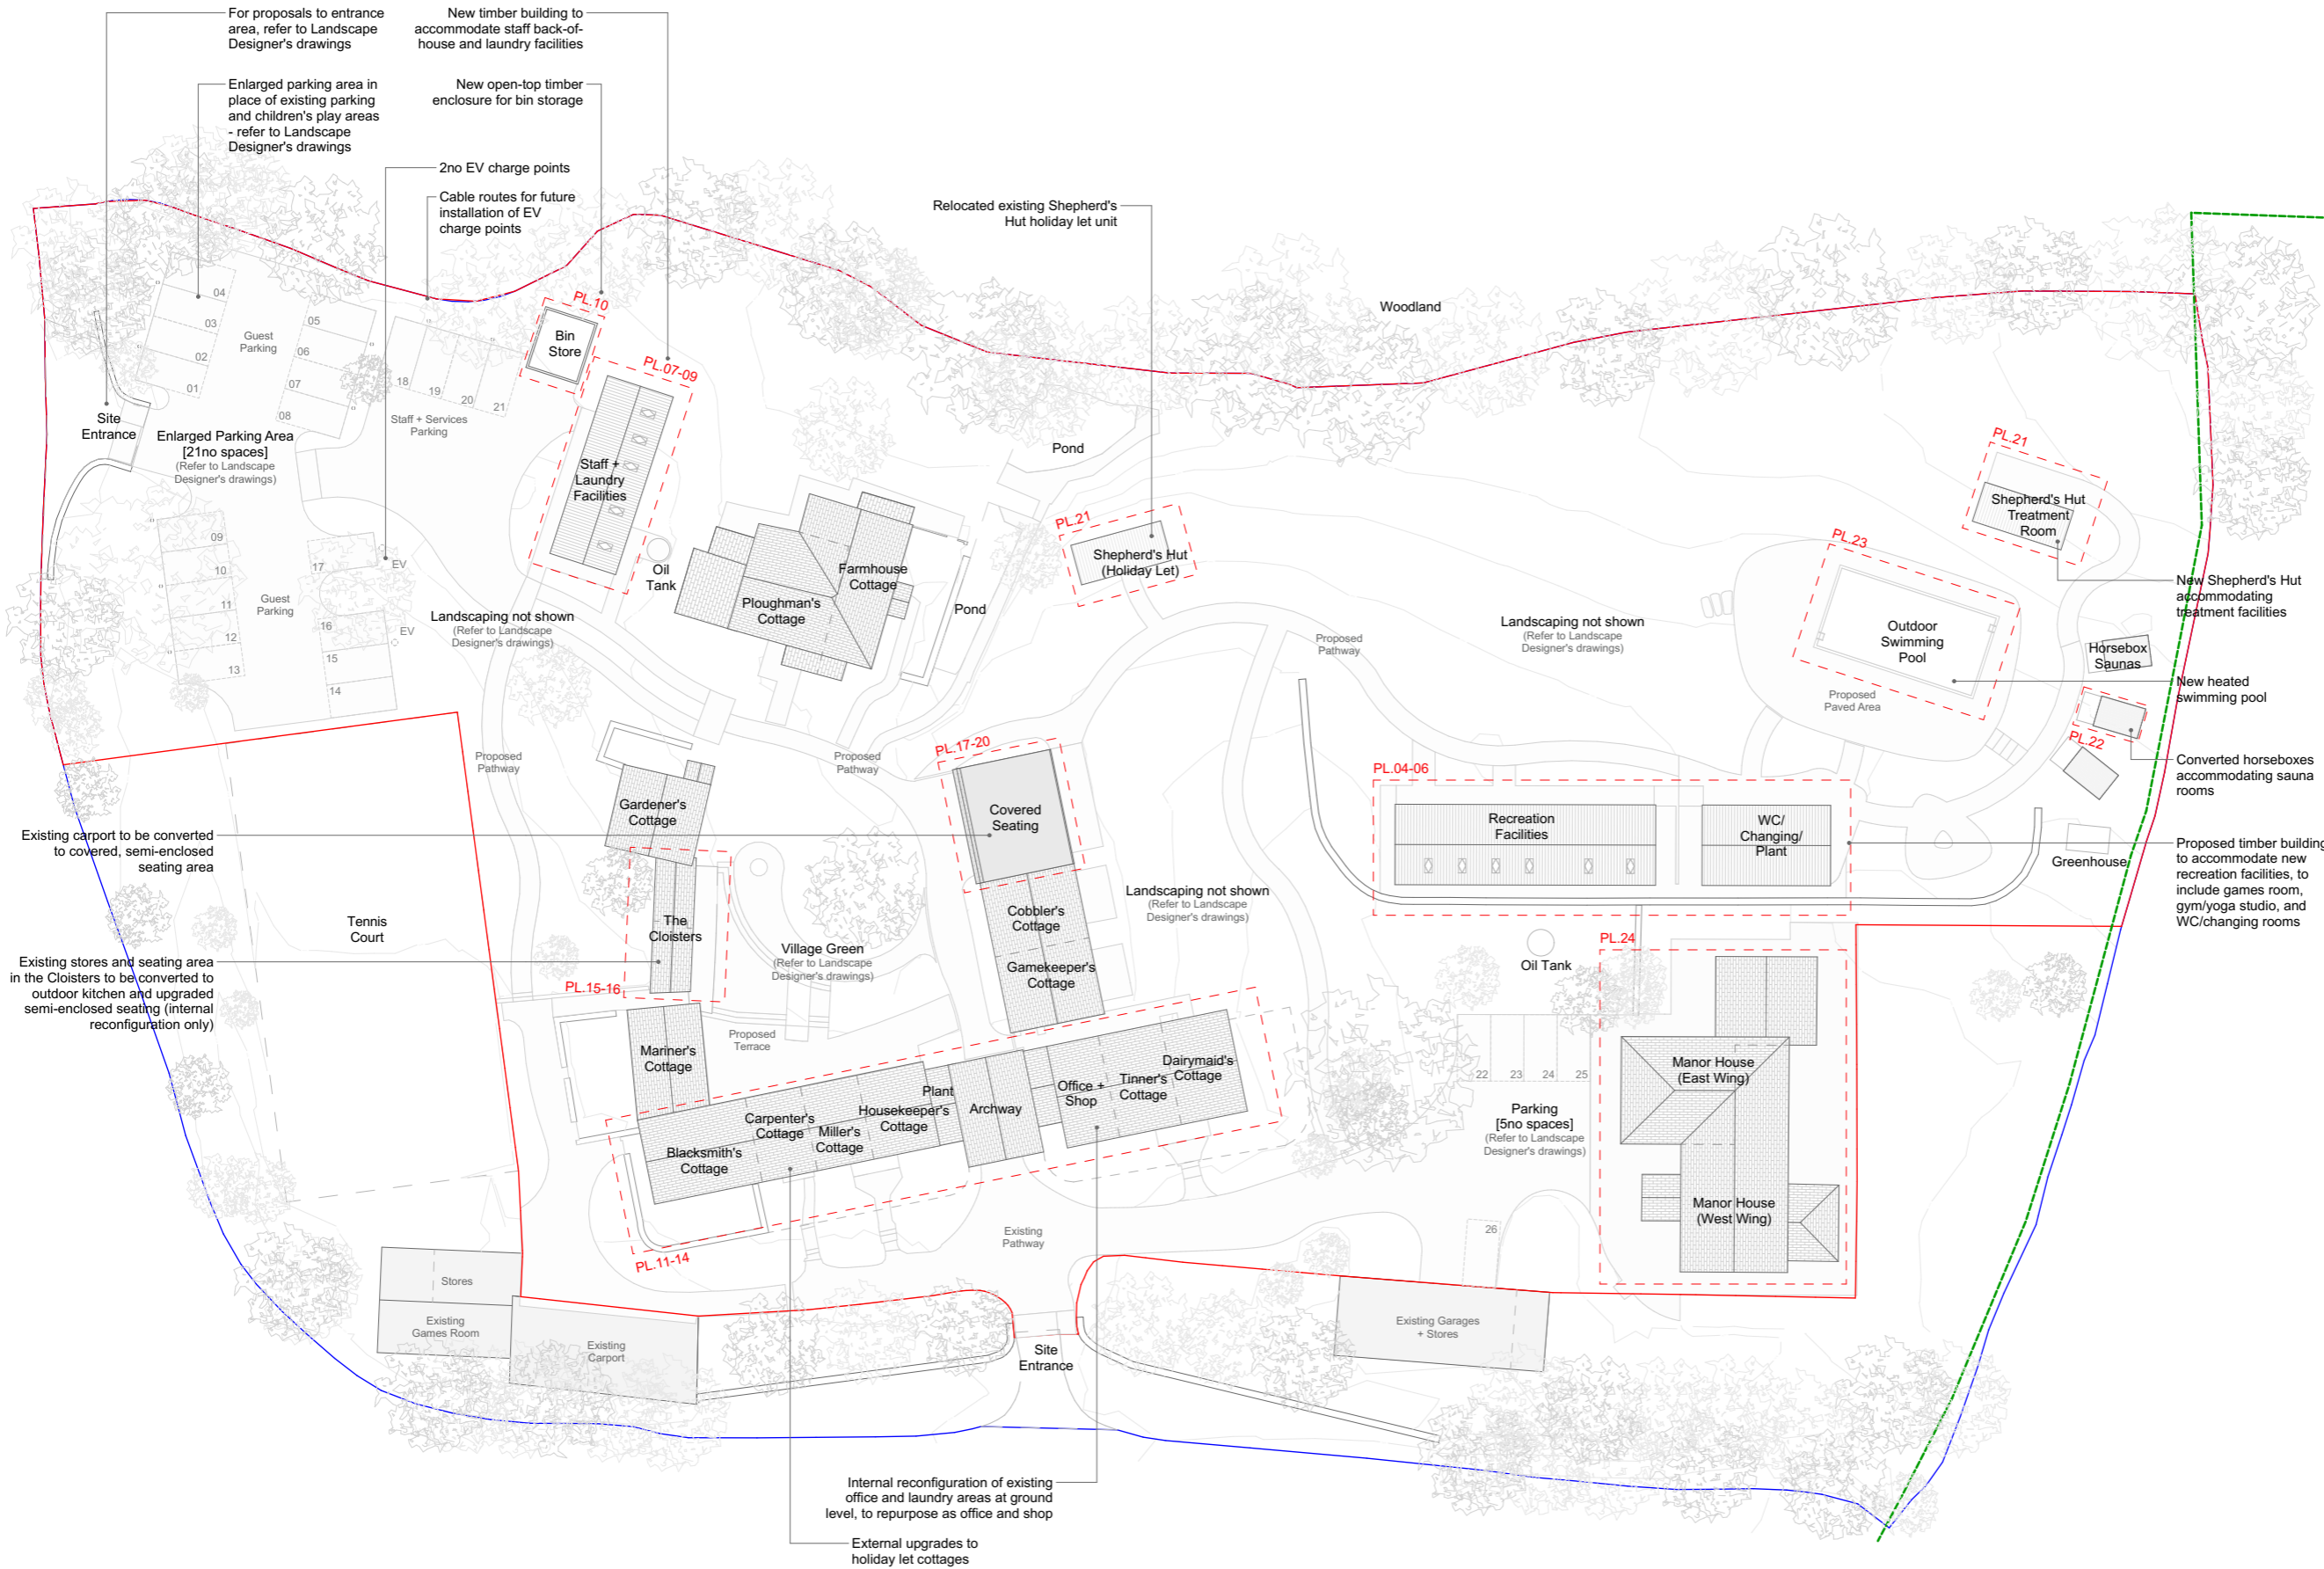 For proposals to entrance
area, refer to Landscape
Designer's drawings
New timber building to
accommodate staff back-of-
house and laundry facilities
Enlarged parking area in
place of existing parking
and children's play areas
- refer to Landscape
Designer's drawings
New open-top timber
enclosure for bin storage
2no EV charge points
Cable routes for future
installation of EV
charge points
Relocated existing Shepherd's
Hut holiday let unit
Woodland
PL.10
Bin
Store
PL.07-09
Staff +
Laundry
Facilities
04
03
02
01
Guest
Parking
05
06
07
08
18
19
20
21
Staff + Services
Parking
Site
Entrance
Enlarged Parking Area
[21no spaces]
(Refer to Landscape
Designer's drawings)
09
10
11
12
13
Guest
Parking
17
16
15
14
EV
EV
Landscaping not shown
(Refer to Landscape
Designer's drawings)
Oil
Tank
Farmhouse
Cottage
Ploughman's
Cottage
Pond
Pond
PL.21
Shepherd's Hut
(Holiday Let)
Proposed
Pathway
Landscaping not shown
(Refer to Landscape
Designer's drawings)
PL.21
Shepherd's Hut
Treatment
Room
PL.23
Outdoor
Swimming
Pool
Proposed
Paved Area
New Shepherd's Hut
accommodating
treatment facilities
Horsebox
Saunas
New heated
swimming pool
PL.22
Converted horseboxes
accommodating sauna
rooms
Proposed
Pathway
Proposed
Pathway
Gardener's
Cottage
PL.17-20
Covered
Seating
PL.04-06
Recreation
Facilities
WC/
Changing/
Plant
Greenhouse
Proposed timber building
to accommodate new
recreation facilities, to
include games room,
gym/yoga studio, and
WC/changing rooms
Existing carport to be converted
to covered, semi-enclosed
seating area
Tennis
Court
The
Cloisters
PL.15-16
Village Green
(Refer to Landscape
Designer's drawings)
Cobbler's
Cottage
Gamekeeper's
Cottage
Landscaping not shown
(Refer to Landscape
Designer's drawings)
Existing stores and seating area
in the Cloisters to be converted to
outdoor kitchen and upgraded
semi-enclosed seating (internal
reconfiguration only)
Oil Tank
PL.24
Mariner's
Cottage
Proposed
Terrace
Blacksmith's
Cottage
Carpenter's
Cottage
Miller's
Cottage
Housekeeper's
Cottage
Plant
Archway
Office +
Shop
Tinner's
Cottage
Dairymaid's
Cottage
PL.11-14
22
23
24
25
Parking
[5no spaces]
(Refer to Landscape
Designer's drawings)
Manor House
(East Wing)
Manor House
(West Wing)
26
Existing
Pathway
Stores
Existing
Games Room
Existing
Carport
Site
Entrance
Existing Garages
+ Stores
Internal reconfiguration of existing
office and laundry areas at ground
level, to repurpose as office and shop
External upgrades to
holiday let cottages